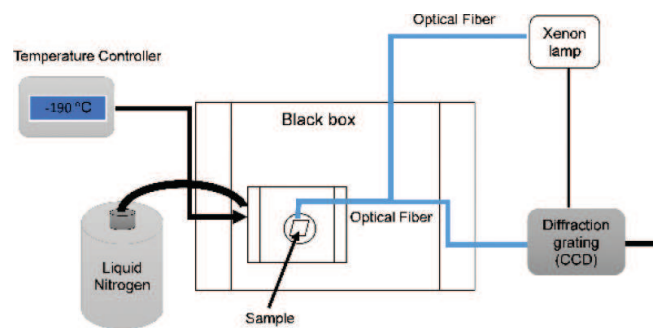 Optical Fiber
Xenon
lamp
Temperature Controller
-190 °C
Black box
Optical Fiber
Liquid
Nitrogen
Diffraction
grating
(CCD)
Sample